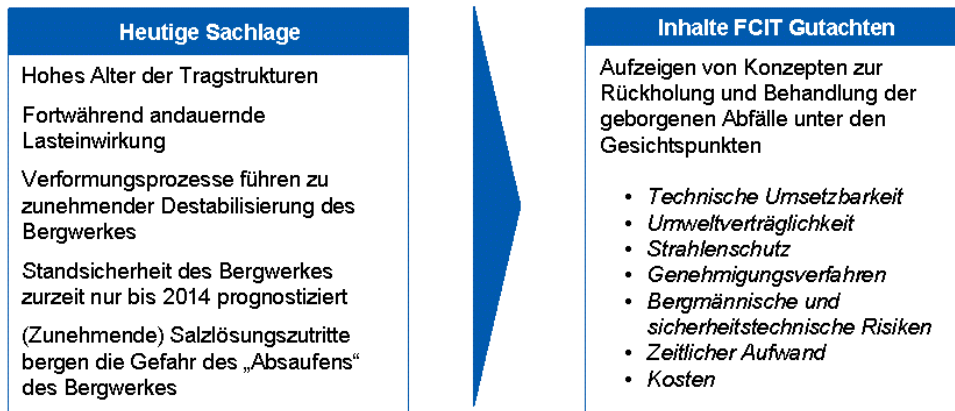 Heutige Sachlage
Hohes Alter der Tragstrukturen
Fortwährend andauernde
Lasteinwirkung
Verformungsprozesse führen zu
zunehmender Destabilisierung des
Bergwerkes
Standsicherheit des Bergwerkes
zurzeit nur bis 2014 prognostiziert
(Zunehmende) Salzlösungszutritte
bergen die Gefahr des „Absaufens“
des Bergwerkes
Inhalte FCIT Gutachten
Aufzeigen von Konzepten zur
Rückholung und Behandlung der
geborgenen Abfälle unter den
Gesichtspunkten
• Technische Umsetzbarkeit
• Umweltverträglichkeit
• Strahlenschutz
• Genehmigungsverfahren
• Bergmännische und
sicherheitstechnische Risiken
• Zeitlicher Aufwand
• Kosten